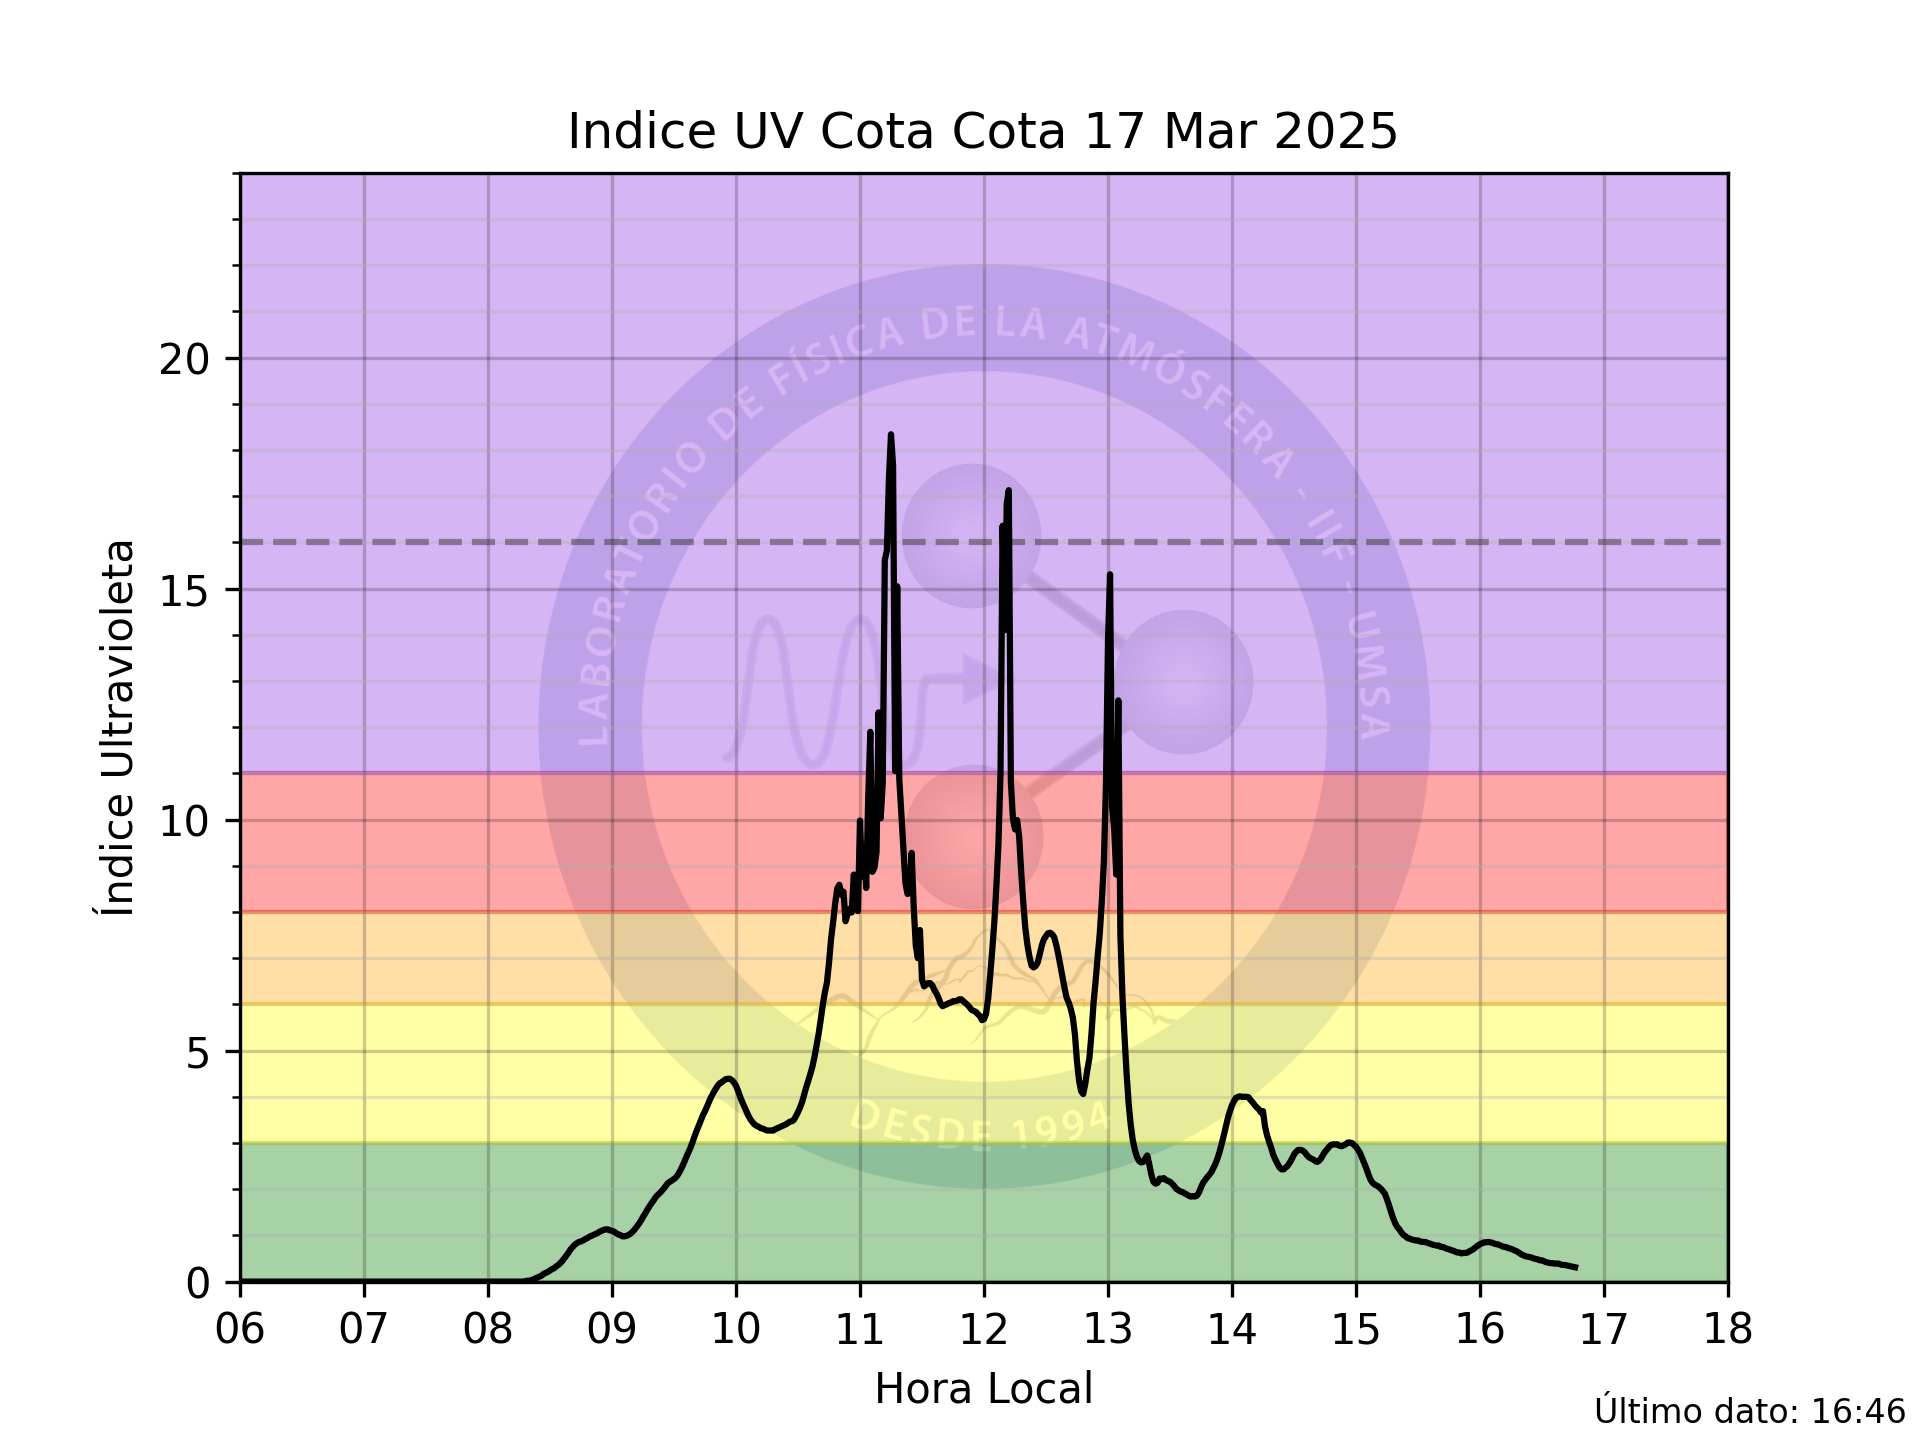 Indice UV Cota Cota 17 Mar 2025
LABORATORIO DE FÍSICA DE LA ATMÓSFERA - IIF - UMSA
DESDE 1994
Índice Ultravioleta
20
15
10
5
0
06 07 08 09 10 11 12 13 14 15 16 17 18
Hora Local
Último dato: 16:46